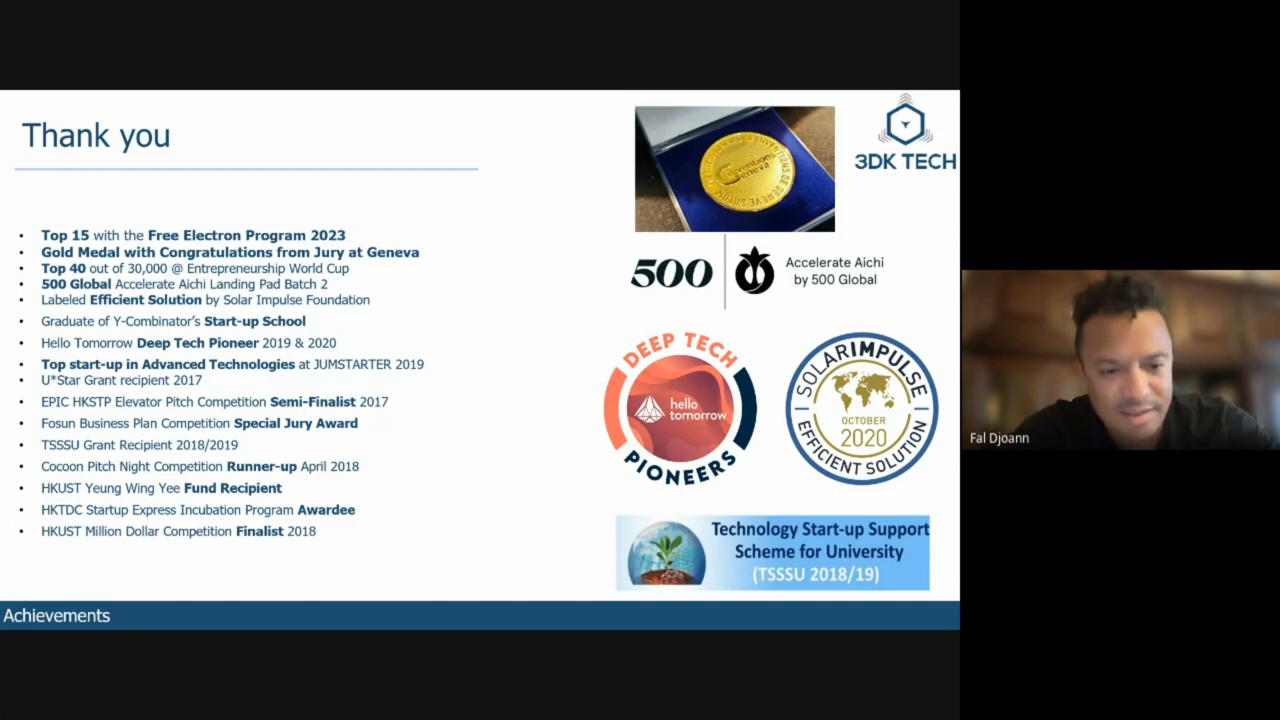 Thank you
• Top 15 with the Free Electron Program 2023
• Gold Medal with Congratulations from Jury at Geneva
• Top 40 out of 30,000 @ Entrepreneurship World Cup
• 500 Global Accelerate Aichi Landing Pad Batch 2
• Labeled Efficient Solution by Solar Impulse Foundation
• Graduate of Y-Combinator's Start-up School
• Hello Tomorrow Deep Tech Pioneer 2019 & 2020
• Top start-up in Advanced Technologies at JUMSTARTER 2019
• U*Star Grant recipient 2017
• EPIC HKSTP Elevator Pitch Competition Semi-Finalist 2017
• Fosun Business Plan Competition Special Jury Award
• TSSSU Grant Recipient 2018/2019
• Cocoon Pitch Night Competition Runner-up April 2018
• HKUST Yeung Wing Yee Fund Recipient
• HKTDC Startup Express Incubation Program Awardee
• HKUST Million Dollar Competition Finalist 2018
Inventions
Geneva
INVENTIONS DE GENEVE
3DK TECH
500
Accelerate Aichi
by 500 Global
DEEP TECH
hello
tomorrow
PIONEERS
SOLARIMPULSE
OCTOBER
2020
EFFICIENT SOLUTION
Technology Start-up Support
Scheme for University
(TSSSU 2018/19)
Achievements
Fal Djoann